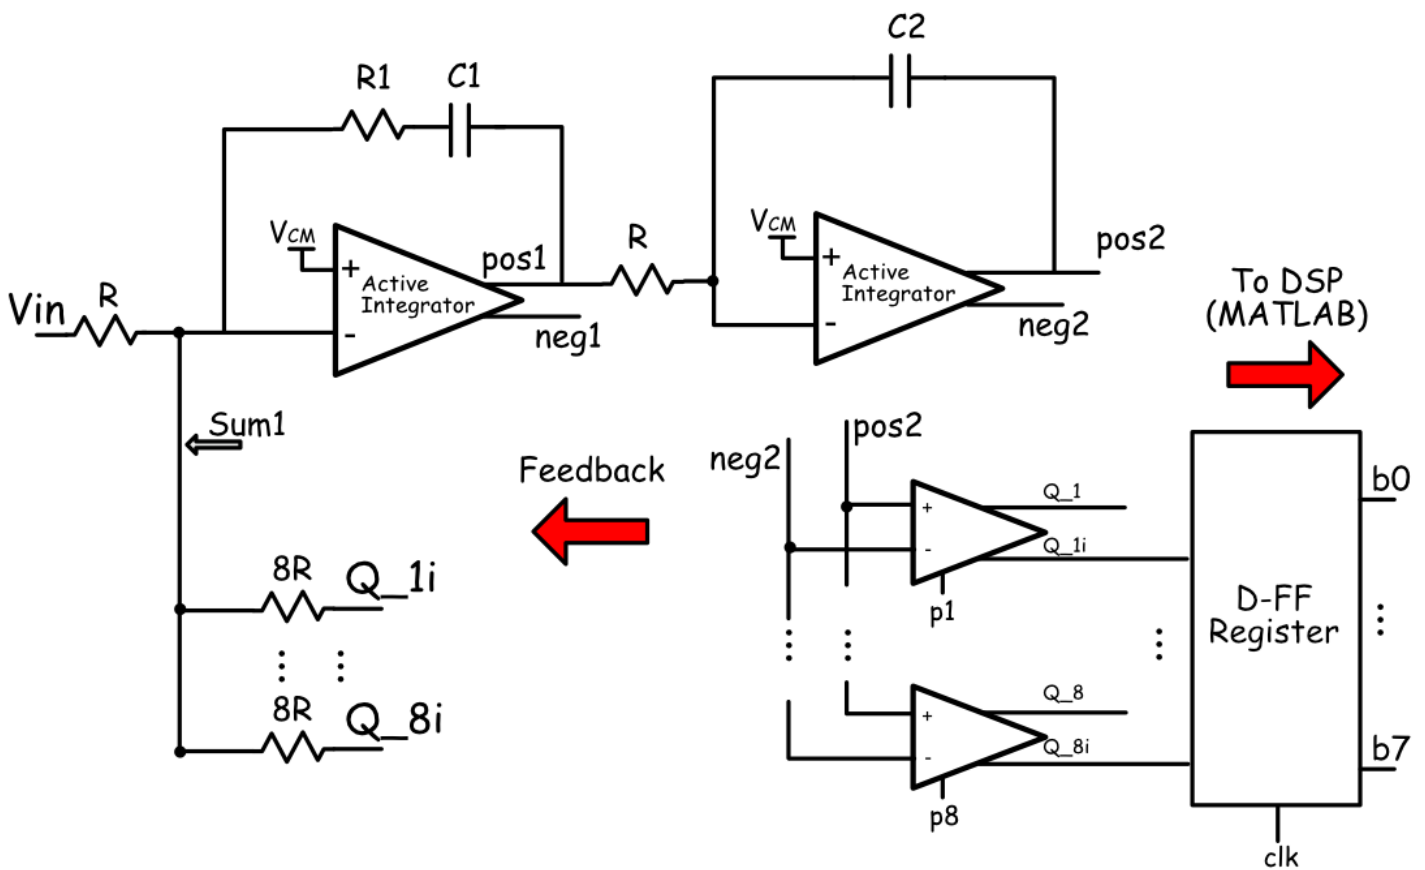 C2
R1
C1
VCM
+
Active
Integrator
-
pos1
neg1
R
VCM
+
Active
Integrator
-
pos2
neg2
Vin
R
To DSP
(MATLAB)
Sum1
Feedback
neg2
pos2
+
-
Q_1
Q_1i
p1
8R
Q_1i
⋮
⋮
8R
Q_8i
⋮
⋮
+
-
Q_8
Q_8i
p8
⋮
D-FF
Register
b0
⋮
b7
clk